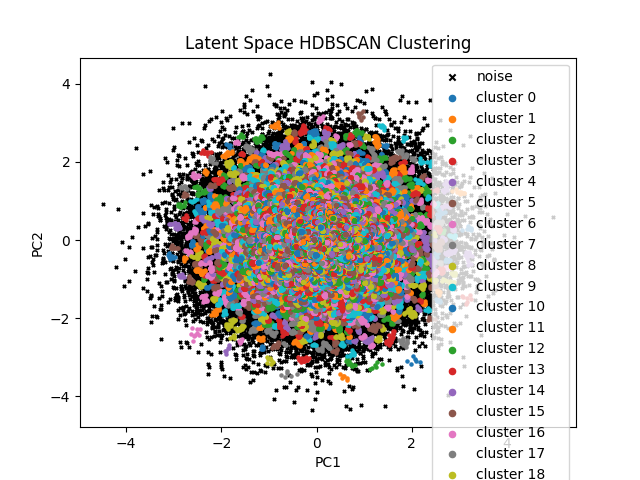 Latent Space HDBSCAN Clustering
PC2
4
2
0
−2
−4
−4
−2
0
2
4
PC1
noise
cluster 0
cluster 1
cluster 2
cluster 3
cluster 4
cluster 5
cluster 6
cluster 7
cluster 8
cluster 9
cluster 10
cluster 11
cluster 12
cluster 13
cluster 14
cluster 15
cluster 16
cluster 17
cluster 18